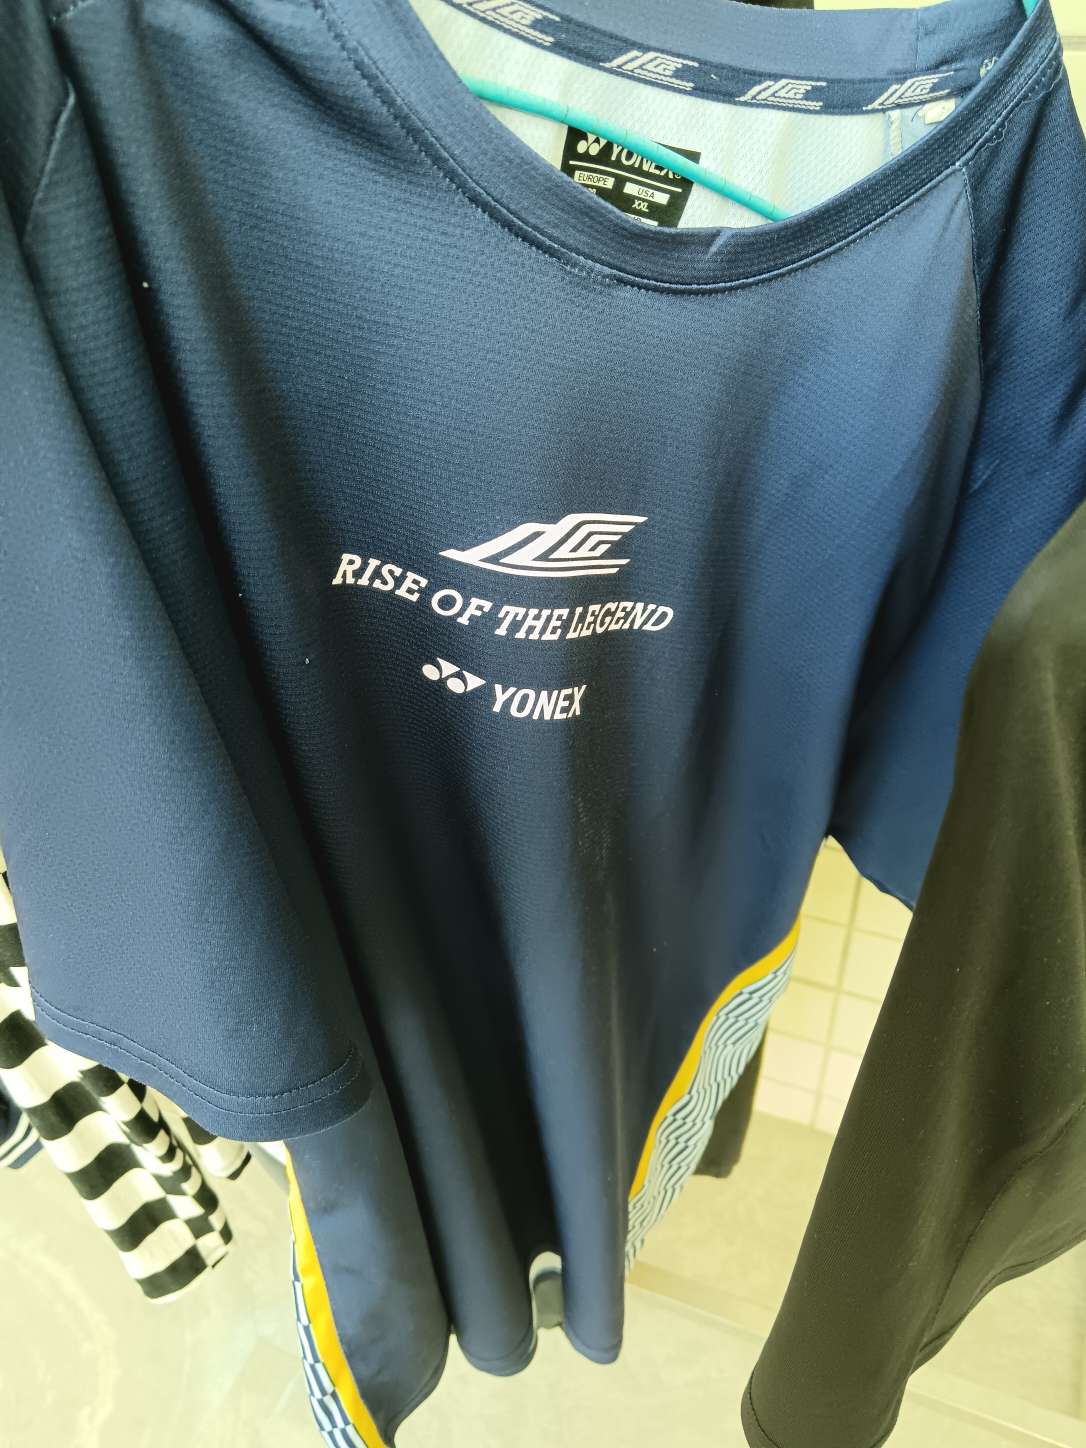 YONEX
EUROPE
USA
XXL
RISE OF THE LEGEND
YONEX